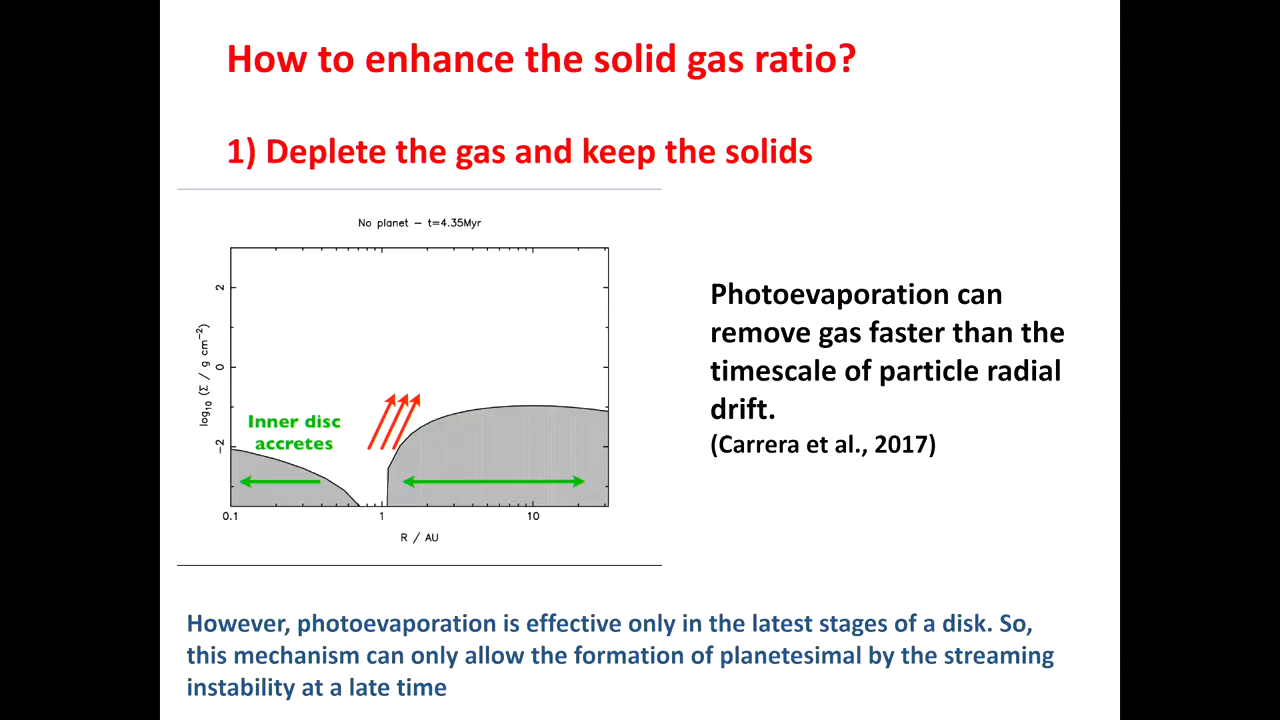 How to enhance the solid gas ratio?
1) Deplete the gas and keep the solids
No planet − t=4.35Myr
log10 (Σ / g cm−2)
2
0
−2
Inner disc
accretes
0.1
1
10
R / AU
Photoevaporation can
remove gas faster than the
timescale of particle radial
drift.
(Carrera et al., 2017)
However, photoevaporation is effective only in the latest stages of a disk. So,
this mechanism can only allow the formation of planetesimal by the streaming
instability at a late time